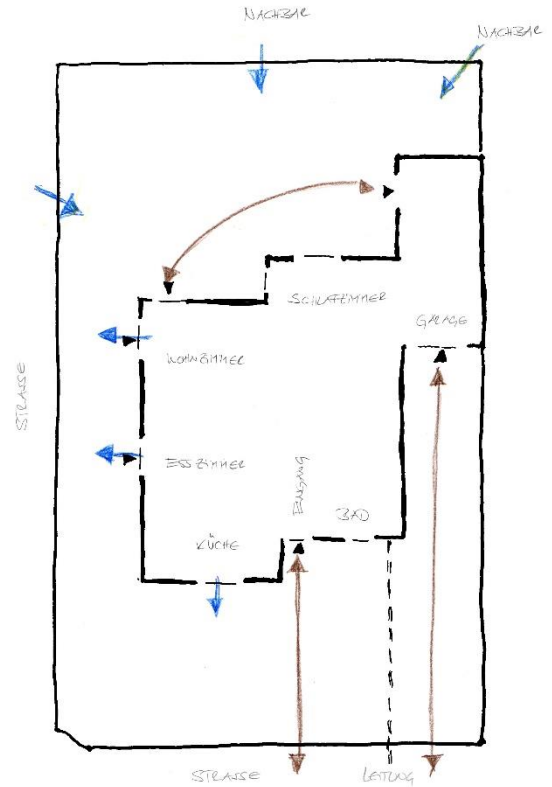 NACHBAR
NACHBAR
SCHLAFZIMMER
GARAGE
WOHNZIMMER
STRASSE
ESSZIMMER
EINGANG
BAD
KÜCHE
STRASSE
LEITUNG